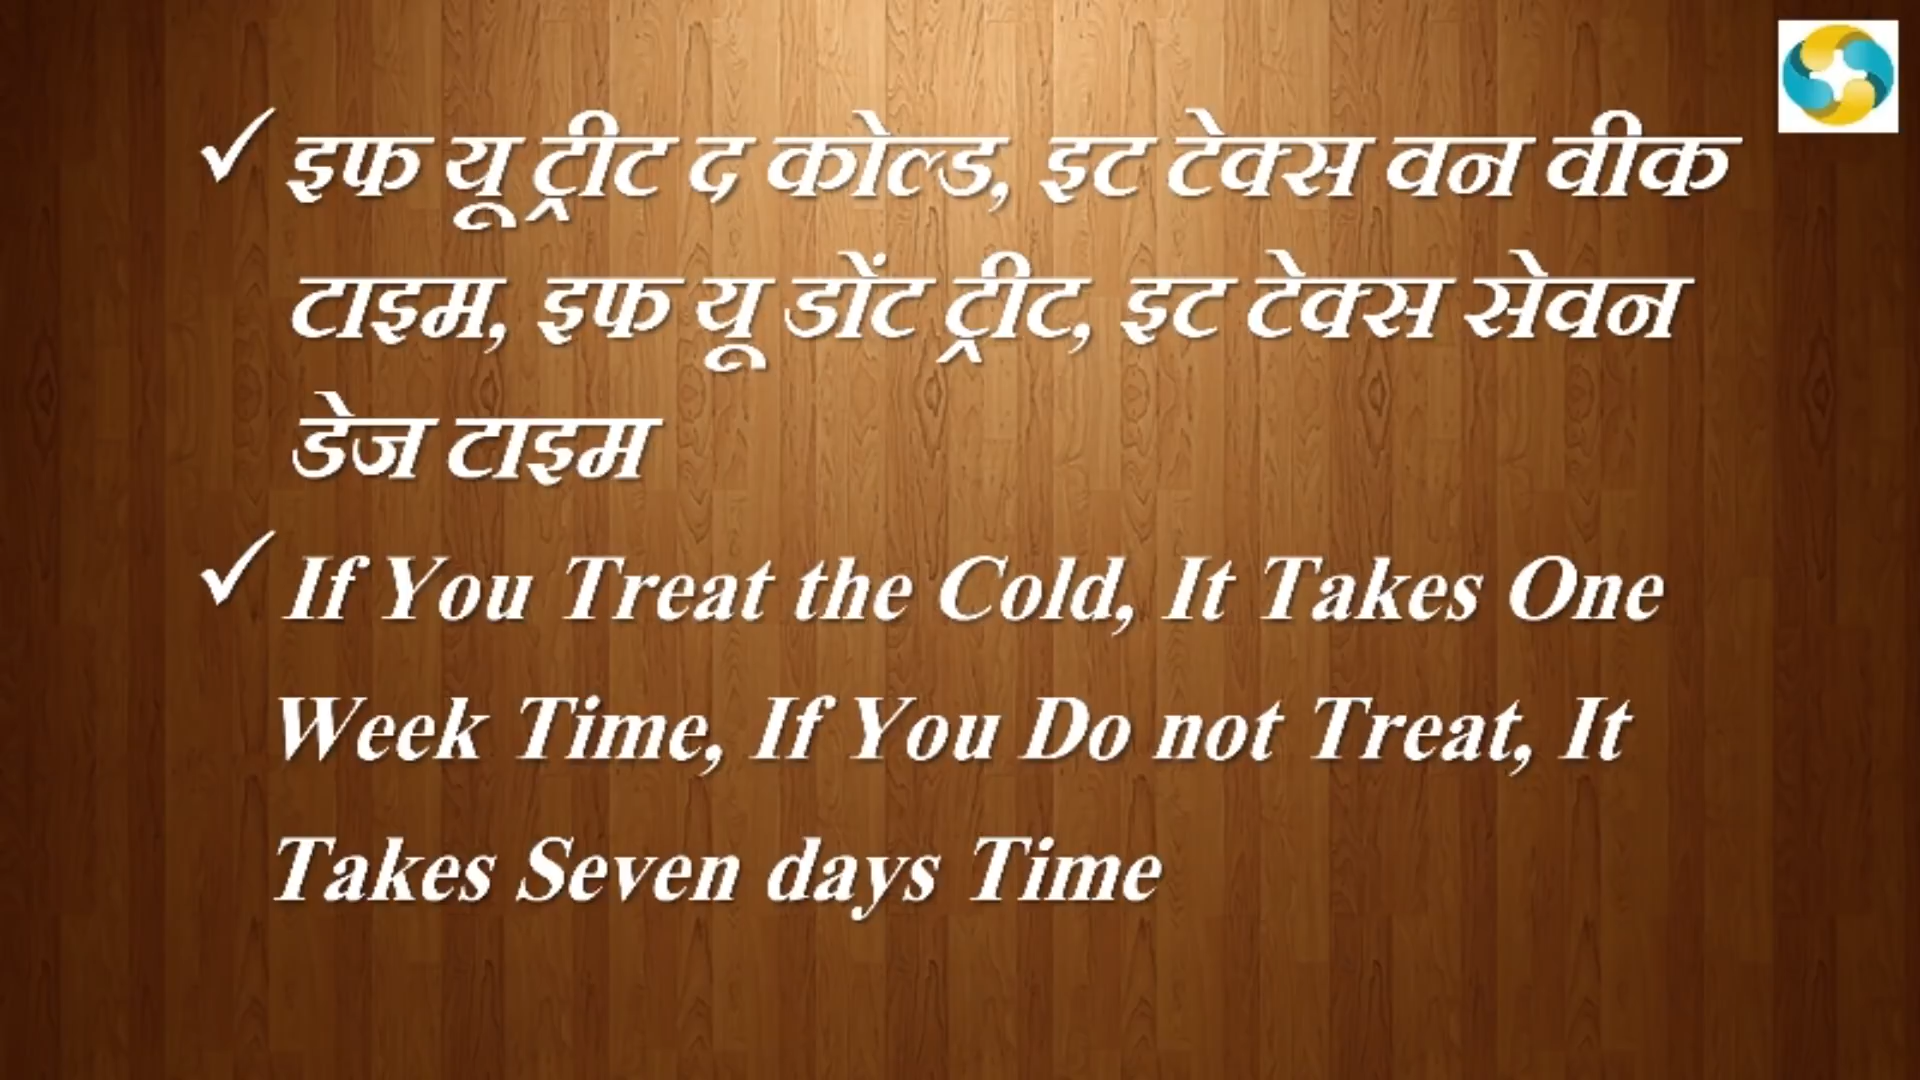 ✓ इफ यू ट्रीट द कोल्ड, इट टेक्स वन वीक
टाइम, इफ यू डोंट ट्रीट, इट टेक्स सेवन
डेज टाइम
✓ If You Treat the Cold, It Takes One
Week Time, If You Do not Treat, It
Takes Seven days Time